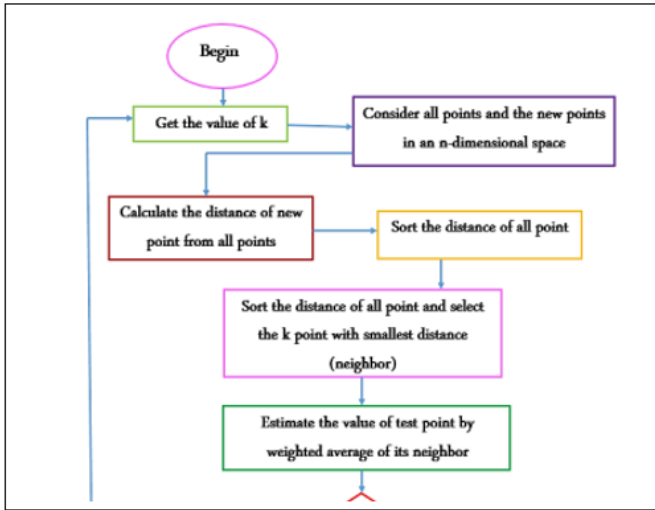 Begin
Get the value of k
Consider all points and the new points
in an n-dimensional space
Calculate the distance of new
point from all points
Sort the distance of all point
Sort the distance of all point and select
the k point with smallest distance
(neighbor)
Estimate the value of test point by
weighted average of its neighbor